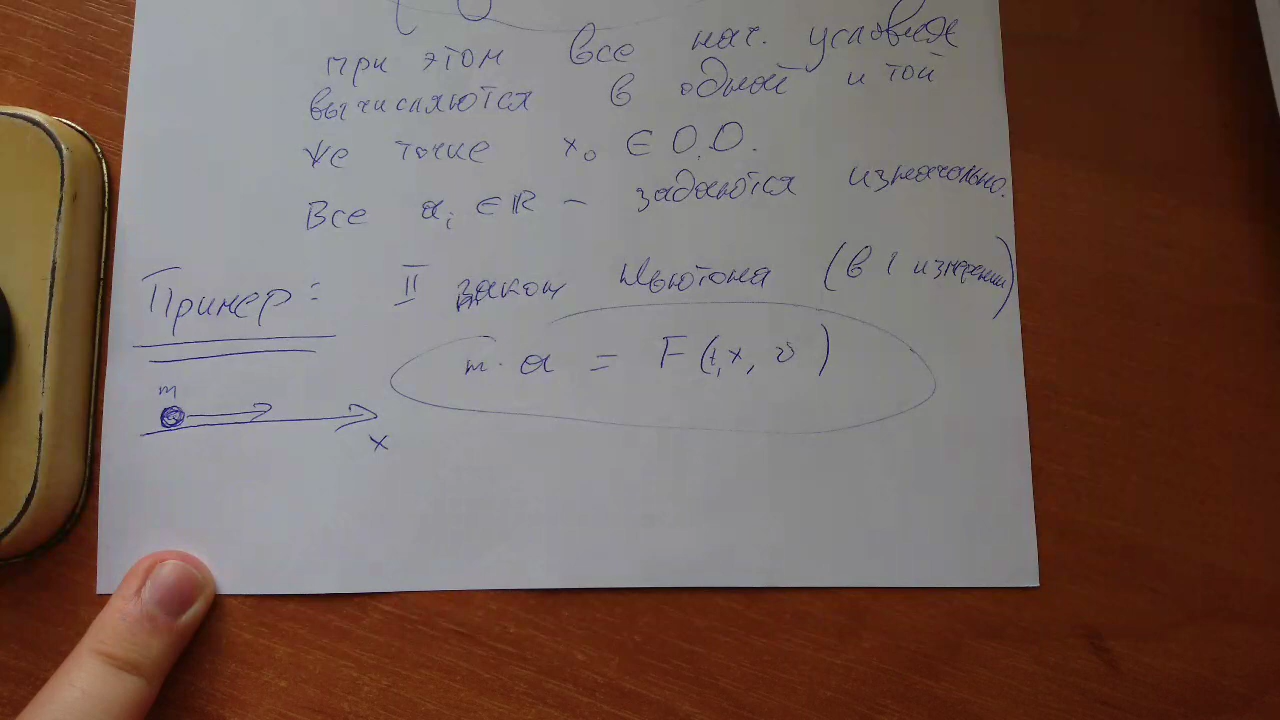 при этом все нач. условия
вычисляются в одной и той
же точке x₀ ∈ О.О.
Все a_i ∈ ℝ – задаются изначально.
Пример: II закон Ньютона (в 1 измерении)
m · a = F(t, x, v)
m
x